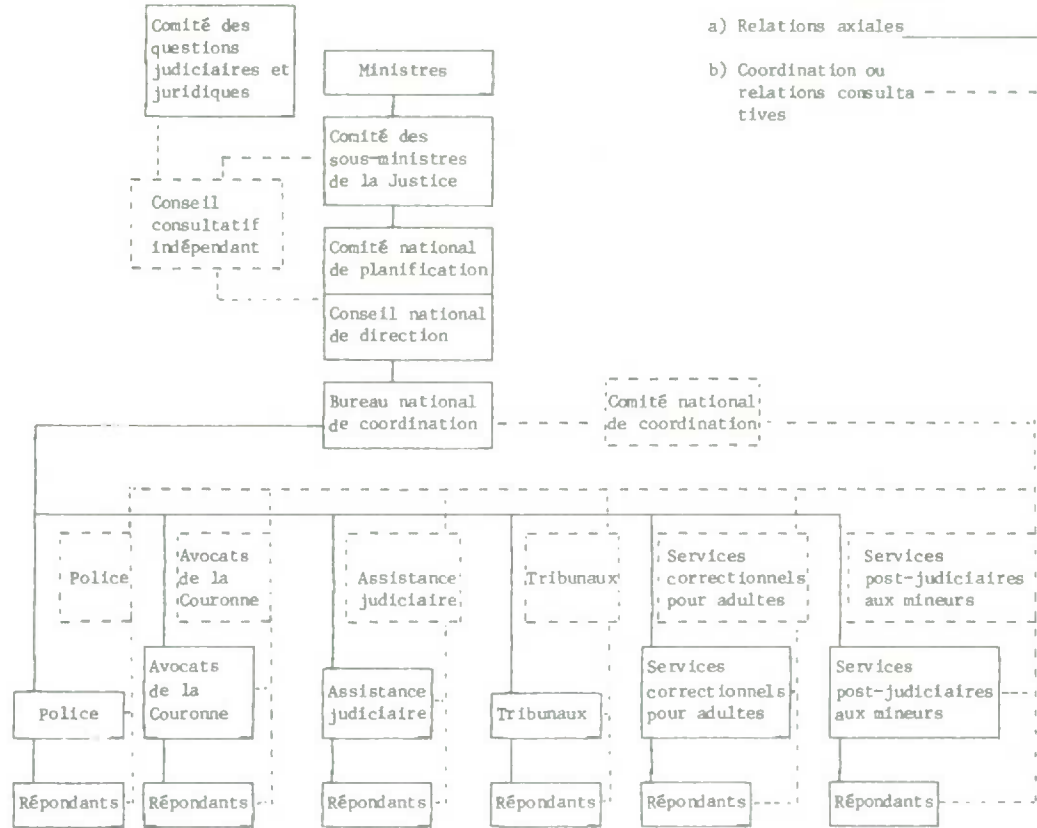 Comité des
questions
judiciaires et
juridiques
Ministres
a) Relations axiales
b) Coordination ou
relations consulta
tives
Comité des
sous-ministres
de la Justice
Conseil
consultatif
indépendant
Comité national
de planification
Conseil national
de direction
Bureau national
de coordination
Comité national
de coordination
Police
Avocats
de la
Couronne
Assistance
judiciaire
Tribunaux
Services
correctionnels
pour adultes
Services
post-judiciaires
aux mineurs
Police
Avocats
de la
Couronne
Assistance
judiciaire
Tribunaux
Services
correctionnels
pour adultes
Services
post-judiciaires
aux mineurs
Répondants
Répondants
Répondants
Répondants
Répondants
Répondants